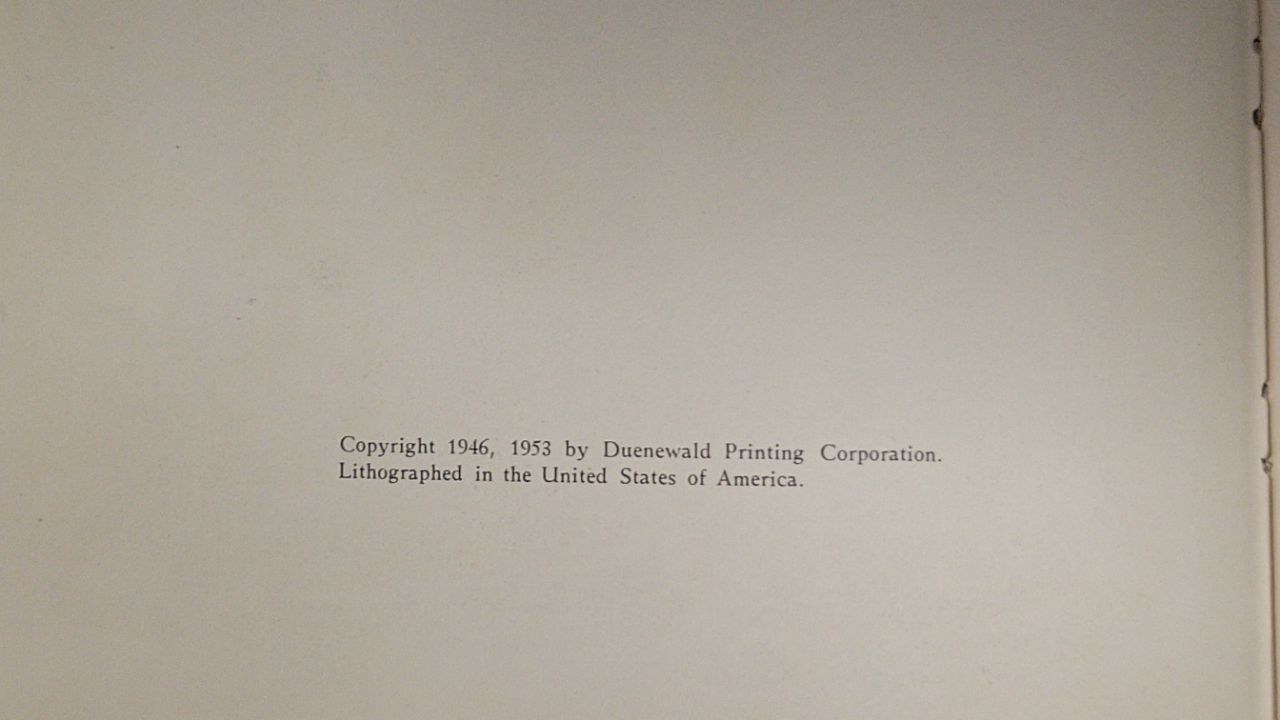 Copyright 1946, 1953 by Duenewald Printing Corporation.
Lithographed in the United States of America.